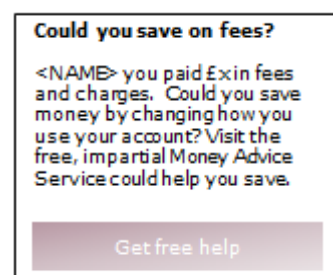 Could you save on fees?
<NAME> you paid £x in fees
and charges. Could you save
money by changing how you
use your account? Visit the
free, impartial Money Advice
Service could help you save.
Get free help